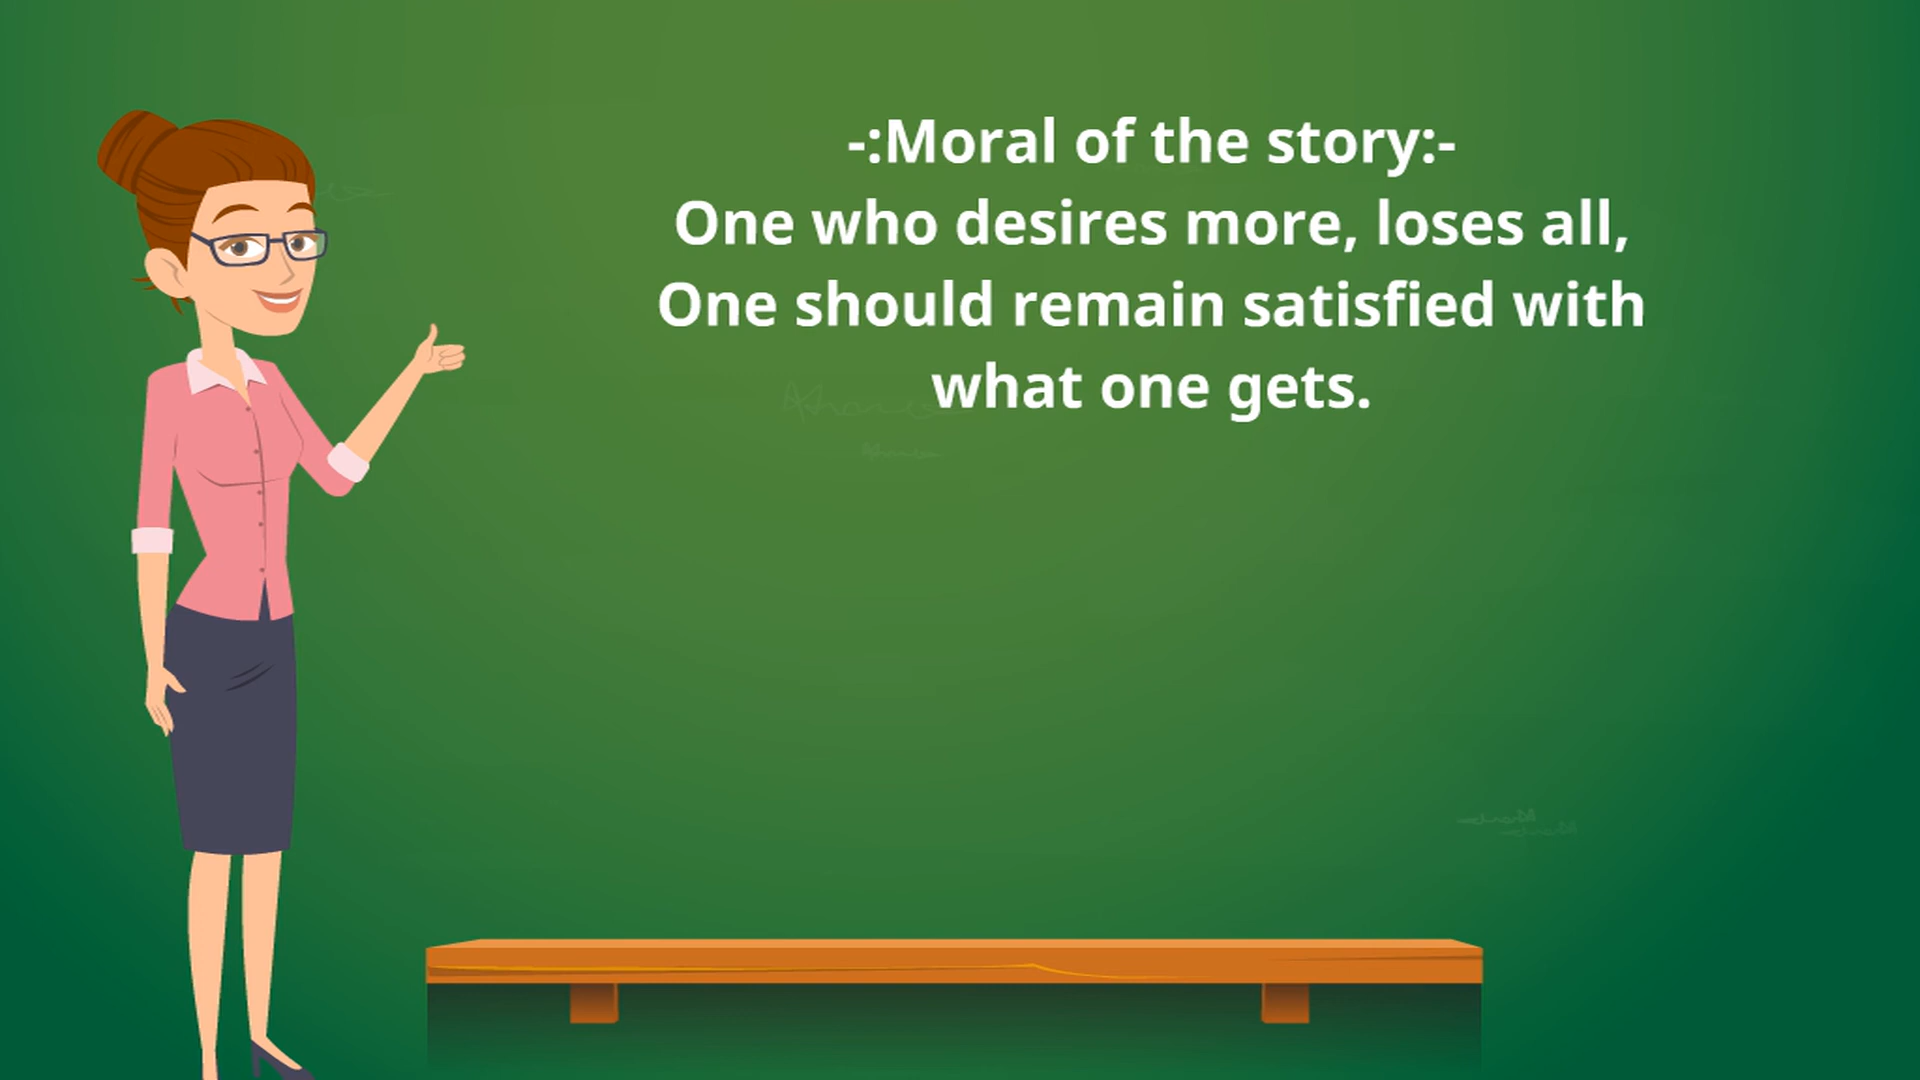 -:Moral of the story:-
One who desires more, loses all,
One should remain satisfied with
what one gets.